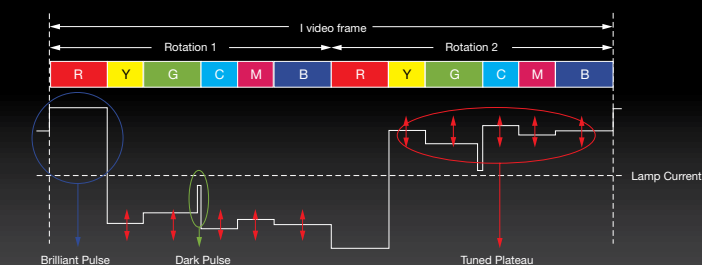 I video frame
Rotation 1 Rotation 2
R Y G C M B R Y G C M B
Lamp Current
Brilliant Pulse Dark Pulse Tuned Plateau